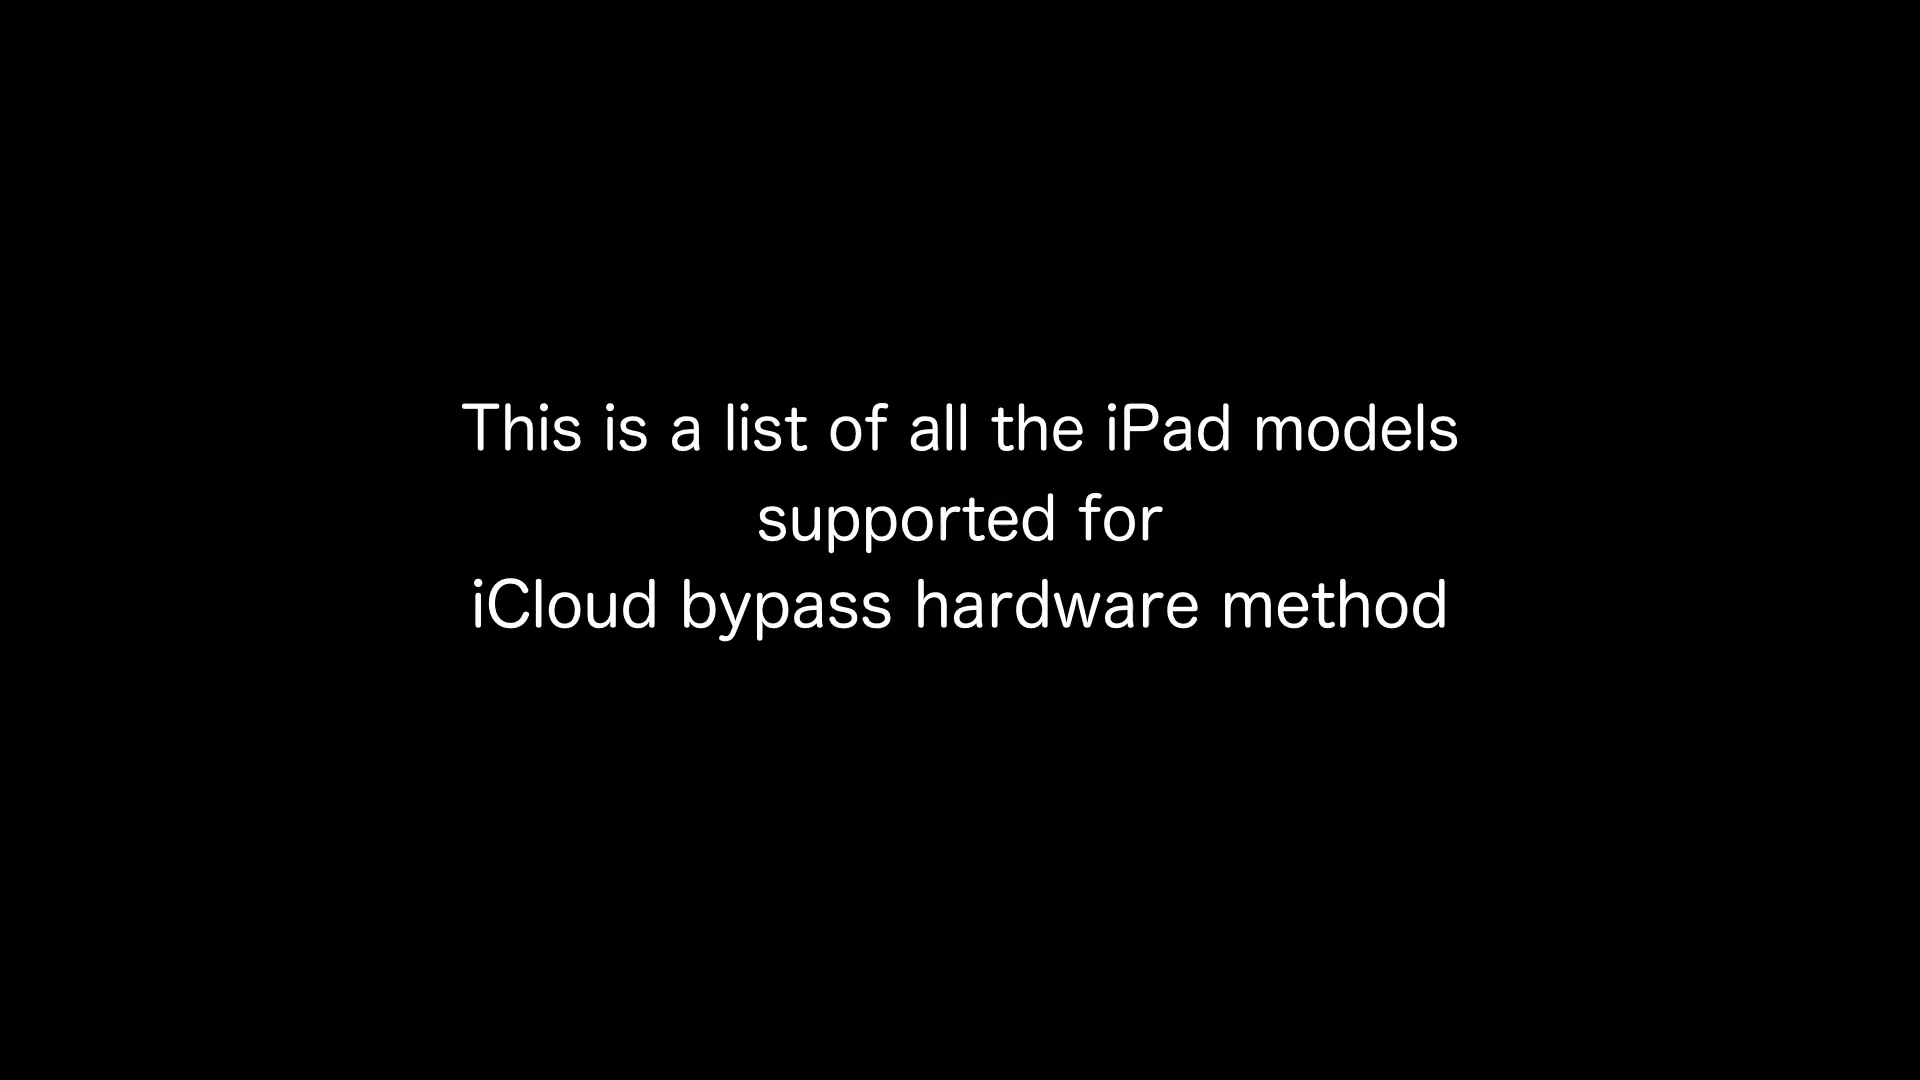 This is a list of all the iPad models
supported for
iCloud bypass hardware method